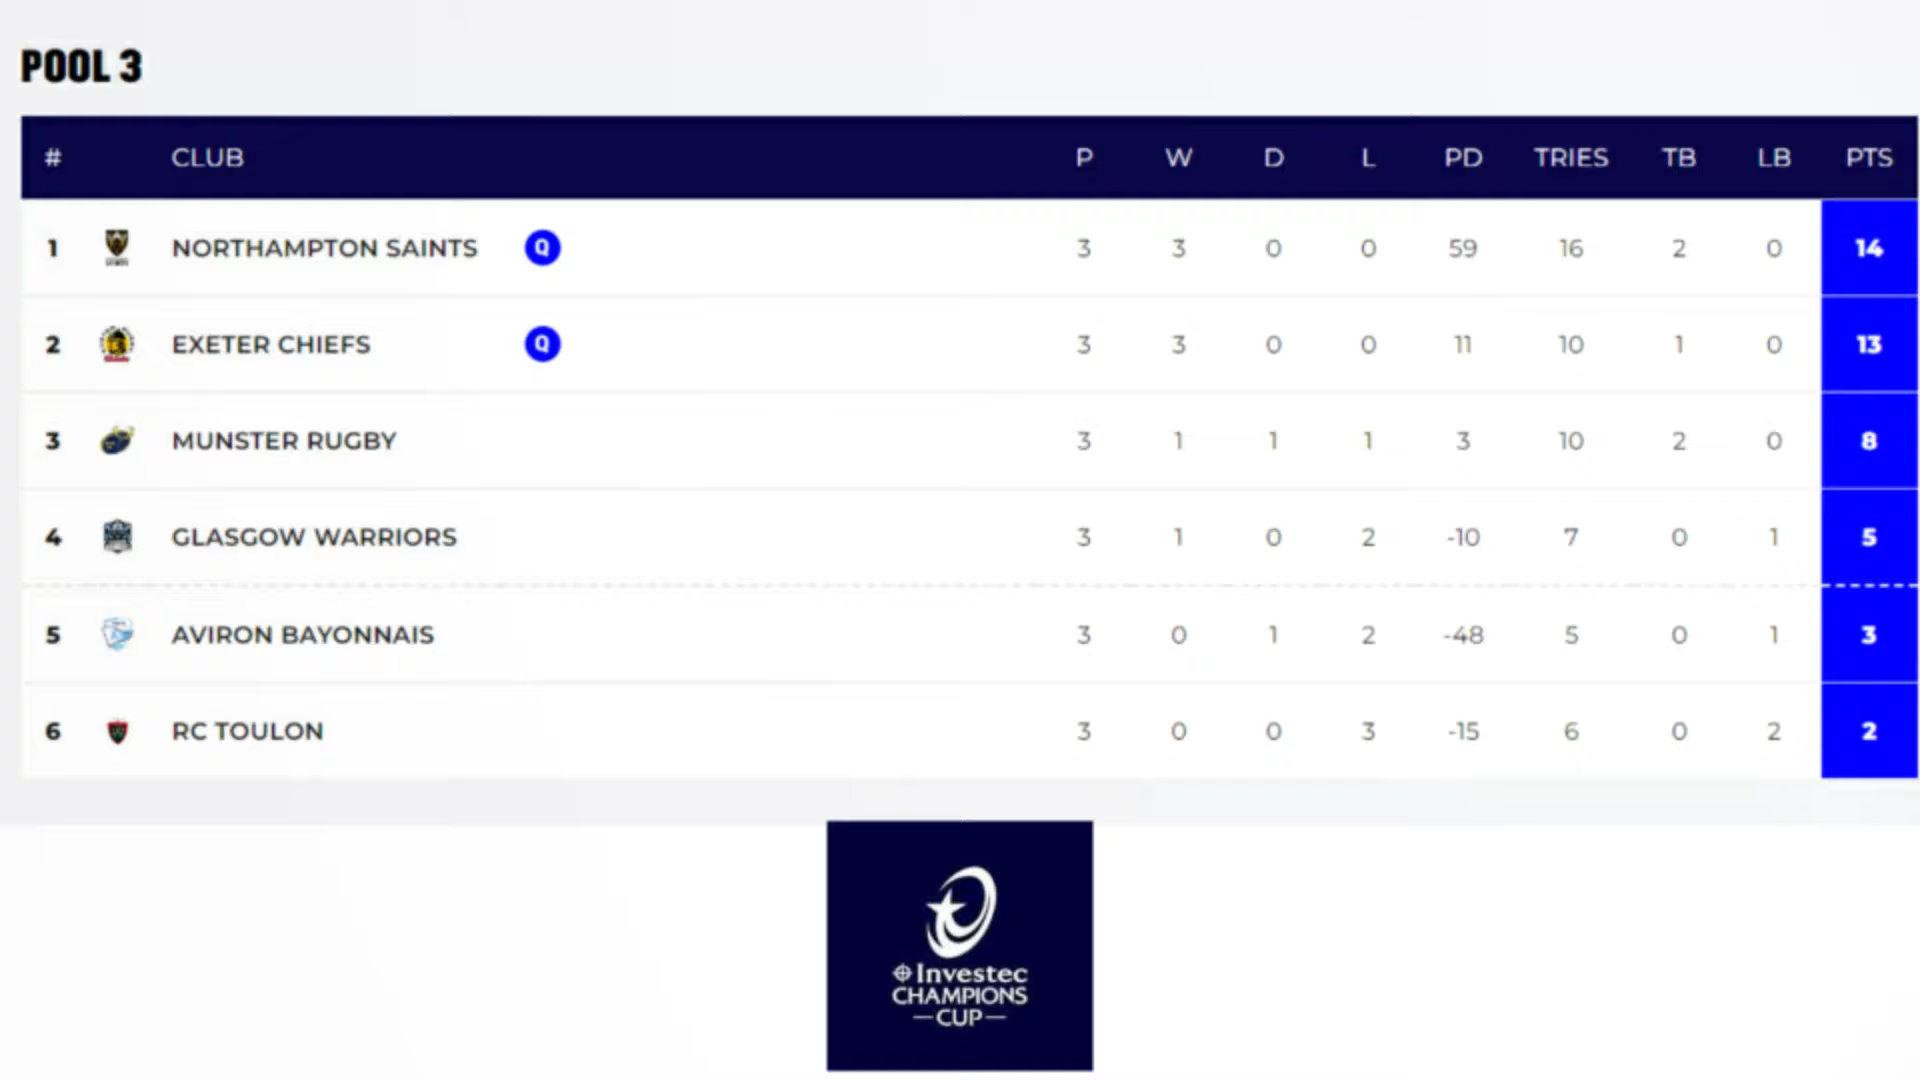 POOL 3
# CLUB P W D L PD TRIES TB LB PTS
1 NORTHAMPTON SAINTS Q 3 3 0 0 59 16 2 0 14
2 EXETER CHIEFS Q 3 3 0 0 11 10 1 0 13
3 MUNSTER RUGBY 3 1 1 1 3 10 2 0 8
4 GLASGOW WARRIORS 3 1 0 2 -10 7 0 1 5
5 AVIRON BAYONNAIS 3 0 1 2 -48 5 0 1 3
6 RC TOULON 3 0 0 3 -15 6 0 2 2
Investec
CHAMPIONS
CUP